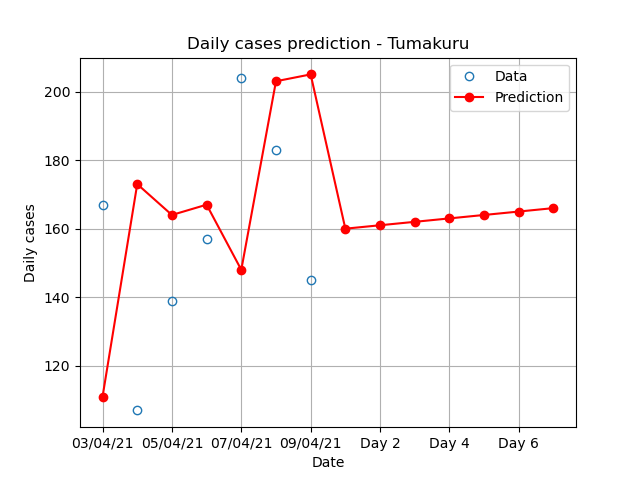 Daily cases prediction - Tumakuru
Data
Prediction
200
180
160
140
120
Daily cases
03/04/21 05/04/21 07/04/21 09/04/21 Day 2 Day 4 Day 6
Date